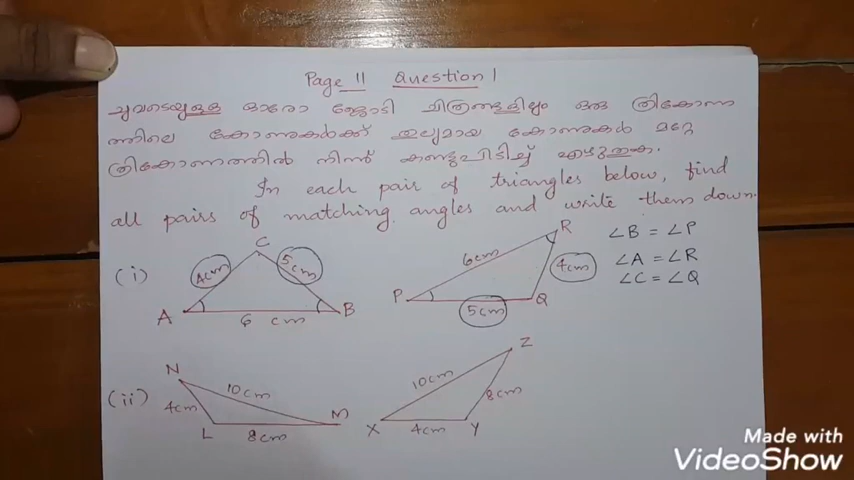 Page 11 Question 1
ചുവടെയുള്ള ഓരോ ജോടി ചിത്രങ്ങളിലും ഒരു ത്രികോണ
ത്തിലെ കോണുകൾക്ക് തുല്യമായ കോണുകൾ മറ്റേ
ത്രികോണത്തിൽ നിന്ന് കണ്ടുപിടിച്ച് എഴുതുക.
In each pair of triangles below, find
all pairs of matching angles and write them down.
(i) C 4cm 5cm A 6 cm B
R 6cm 4cm P 5cm Q
∠B = ∠P
∠A = ∠R
∠C = ∠Q
(ii) N 10cm 4cm L 8cm M
Z 10cm 8cm X 4cm Y
Made with
VideoShow